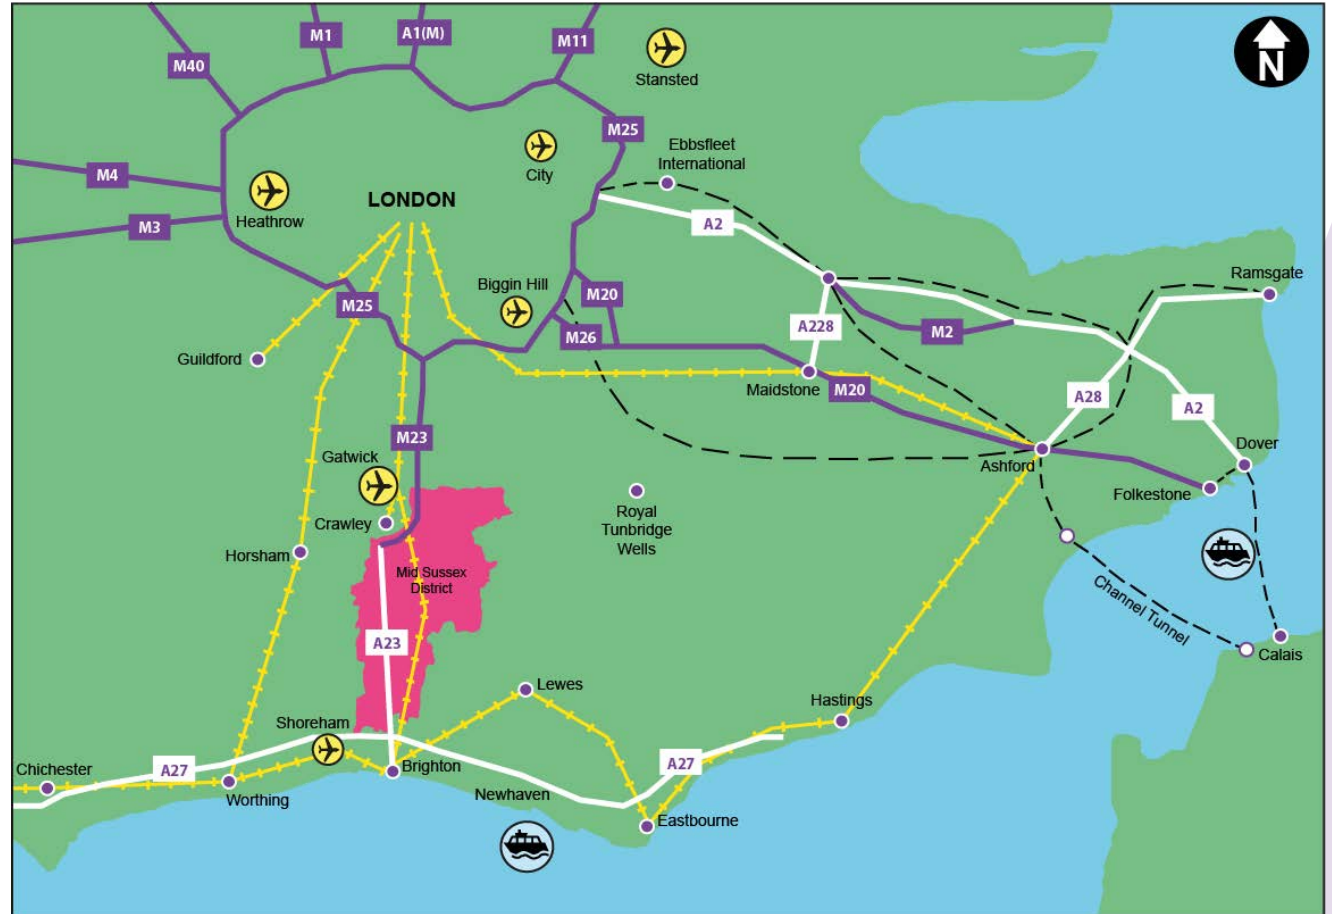 M40
M1
A1(M)
M11
Stansted
N
M25
City
Ebbsfleet
International
M4
Heathrow
LONDON
M3
A2
Ramsgate
Biggin Hill
M20
M25
M26
A228
M2
Guildford
Maidstone
M20
A28
A2
M23
Dover
Gatwick
Ashford
Folkestone
Crawley
Royal
Tunbridge
Wells
Horsham
Mid Sussex
District
Channel Tunnel
A23
Calais
Lewes
Hastings
Shoreham
Chichester
A27
Brighton
A27
Worthing
Newhaven
Eastbourne